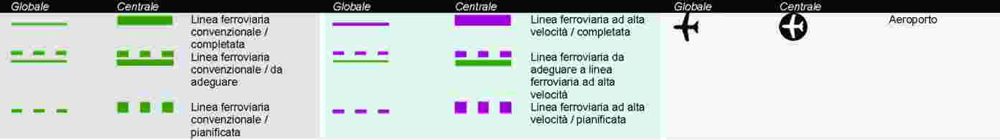 Globale Centrale
Linea ferroviaria
convenzionale /
completata
Linea ferroviaria
convenzionale / da
adeguare
Linea ferroviaria
convenzionale /
pianificata
Globale Centrale
Linea ferroviaria ad alta
velocità / completata
Linea ferroviaria da
adeguare a linea
ferroviaria ad alta
velocità
Linea ferroviaria ad alta
velocità / pianificata
Globale Centrale
Aeroporto